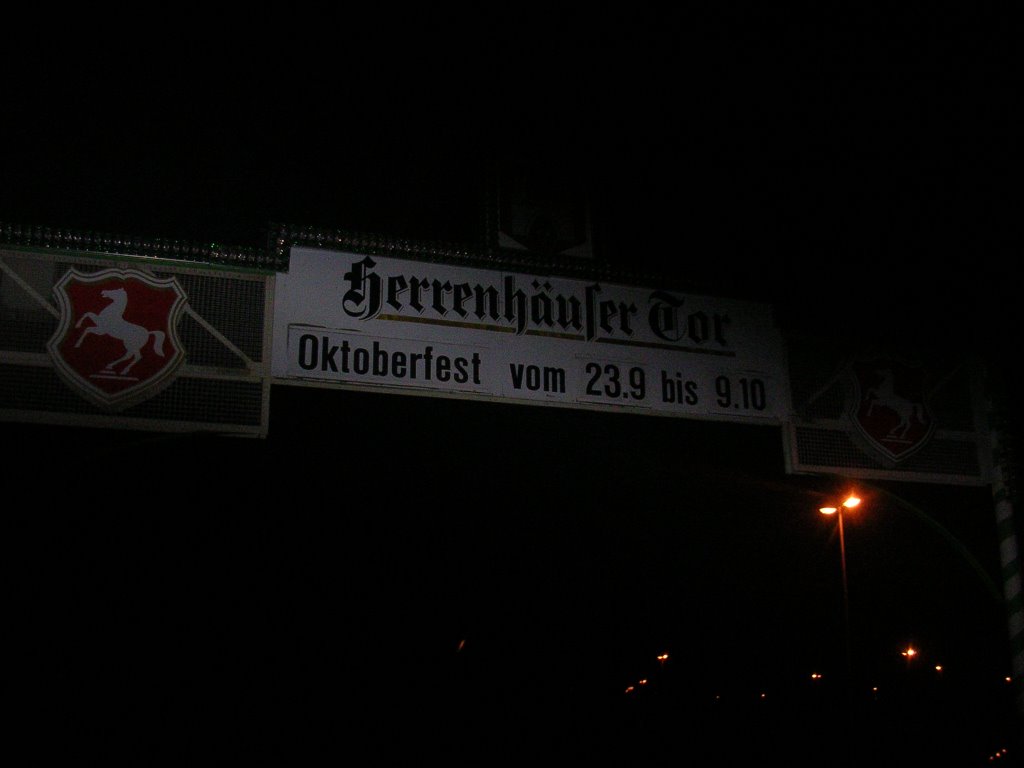 Herrenhäuser Tor
Oktoberfest vom 23.9 bis 9.10